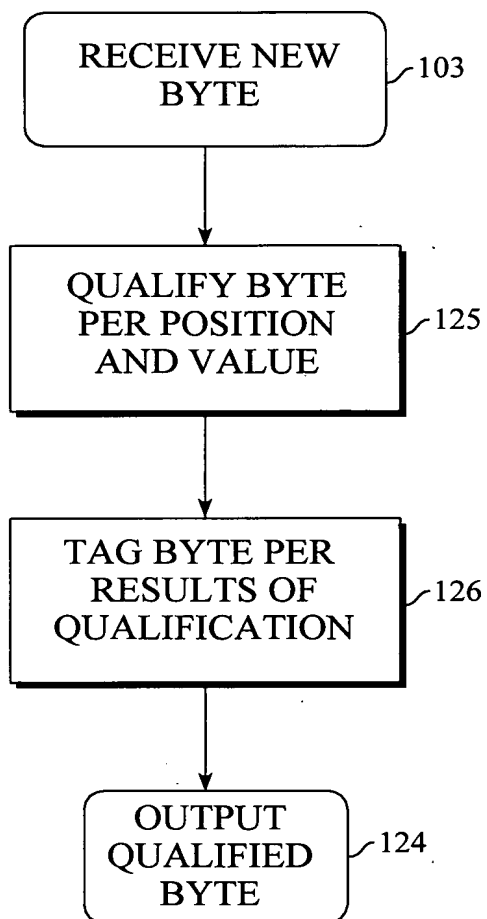 RECEIVE NEW
BYTE
103
QUALIFY BYTE
PER POSITION
AND VALUE
125
TAG BYTE PER
RESULTS OF
QUALIFICATION
126
OUTPUT
QUALIFIED
BYTE
124